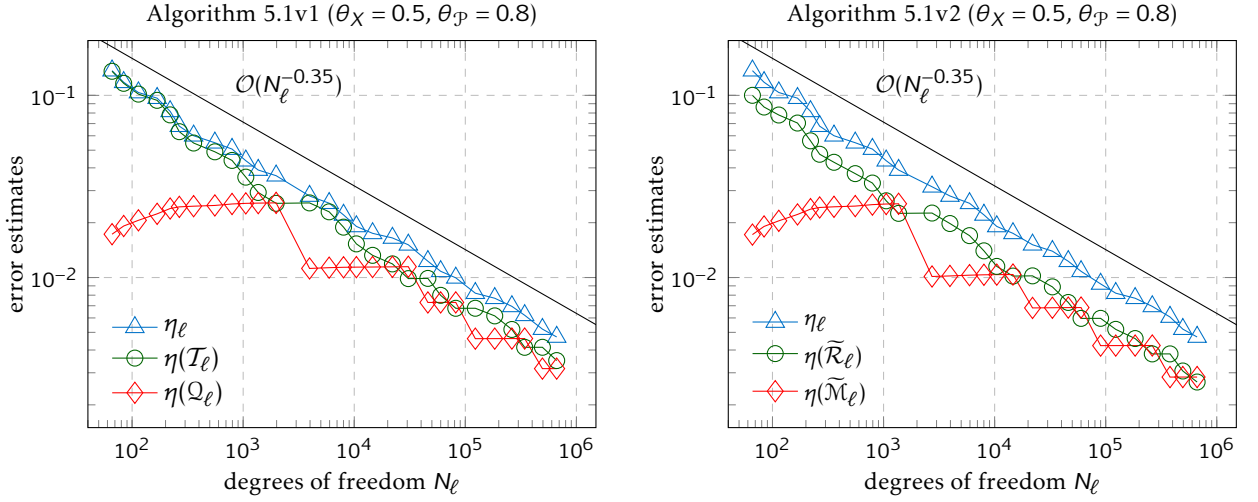 Algorithm 5.1v1 (θ_X = 0.5, θ_𝒫 = 0.8)
10^−1
10^−2
error estimates
𝒪(N_ℓ^−0.35)
η_ℓ
η(𝒯_ℓ)
η(𝒬_ℓ)
10^2 10^3 10^4 10^5 10^6
degrees of freedom N_ℓ
Algorithm 5.1v2 (θ_X = 0.5, θ_𝒫 = 0.8)
10^−1
10^−2
error estimates
𝒪(N_ℓ^−0.35)
η_ℓ
η(ℛ̃_ℓ)
η(ℳ̃_ℓ)
10^2 10^3 10^4 10^5 10^6
degrees of freedom N_ℓ